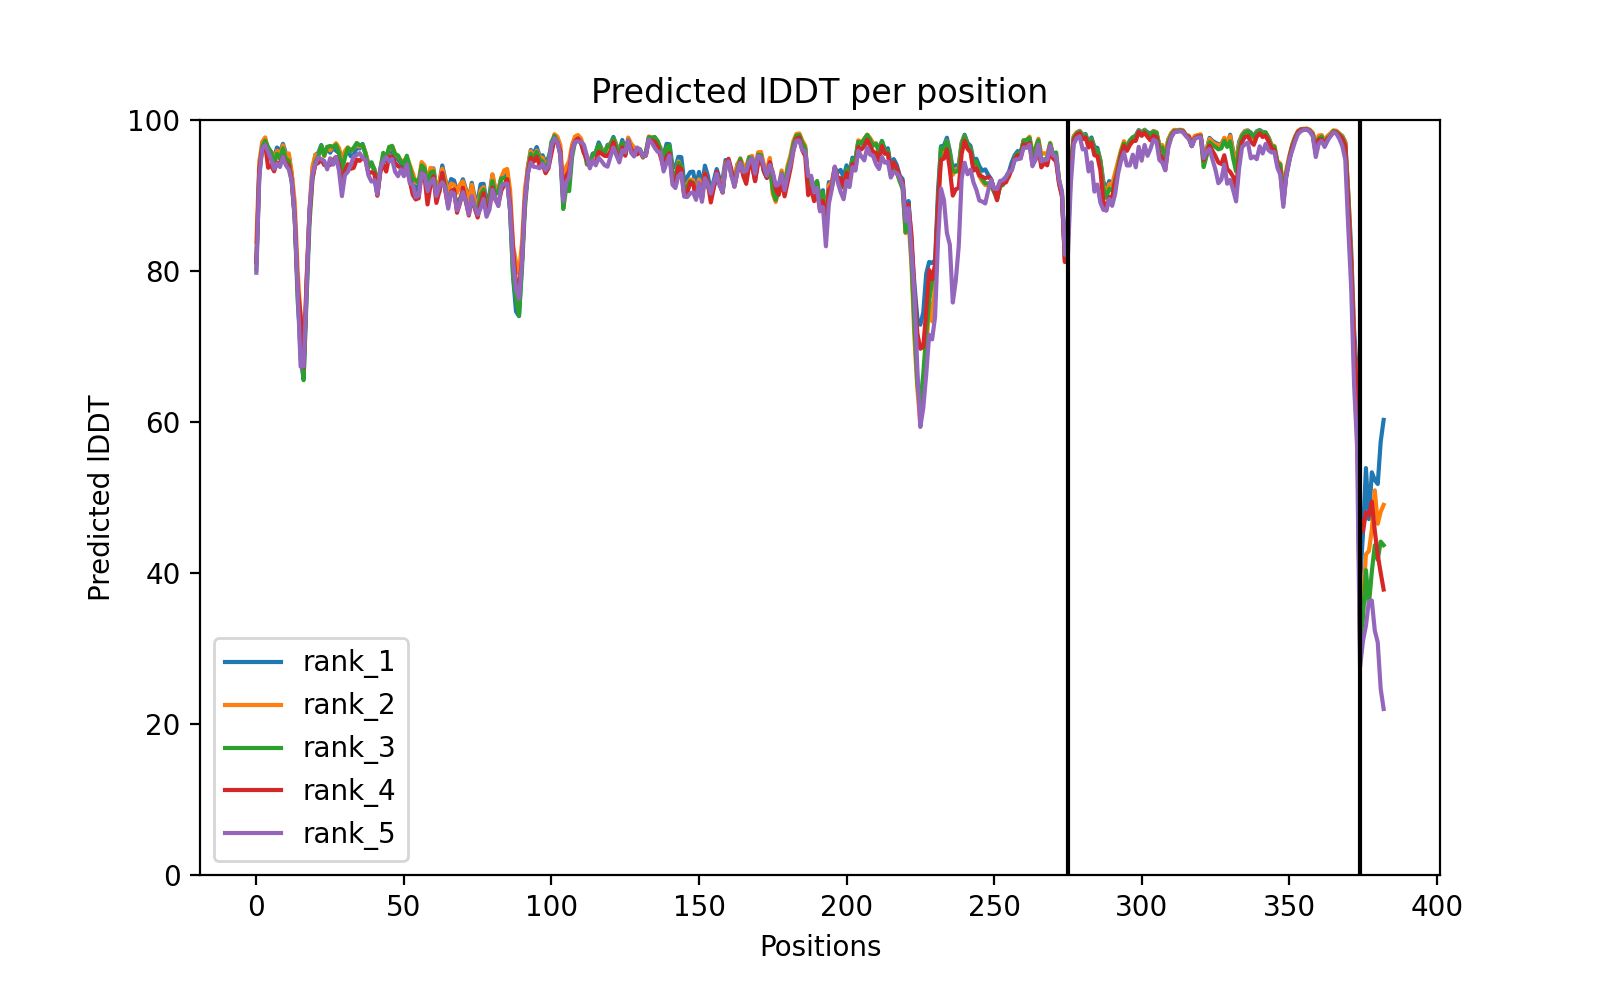 Predicted lDDT per position
100
80
60
40
20
0
Predicted lDDT
rank_1
rank_2
rank_3
rank_4
rank_5
0 50 100 150 200 250 300 350 400
Positions